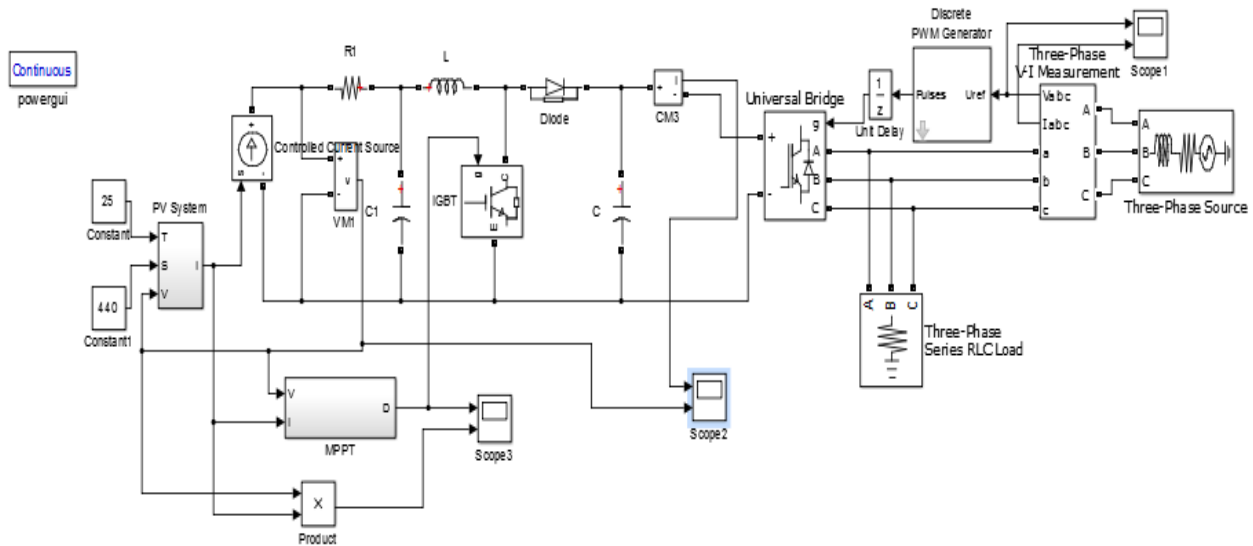 Continuous
powergui
R1
L
Diode
CM3
+
-
i
Controlled Current Source
+
-
s
+
-
v
VM1
C1
IGBT
g
C
E
C
25
Constant
440
Constant1
PV System
T
S
V
I
V
I
D
MPPT
X
Product
Scope3
Scope2
Universal Bridge
g
+
-
A
B
C
1
z
Unit Delay
Discrete
PWM Generator
Pulses
Uref
Three-Phase
V-I Measurement
Vabc
Iabc
a
b
c
A
B
C
Scope1
A
B
C
Three-Phase Source
A
B
C
Three-Phase
Series RLC Load